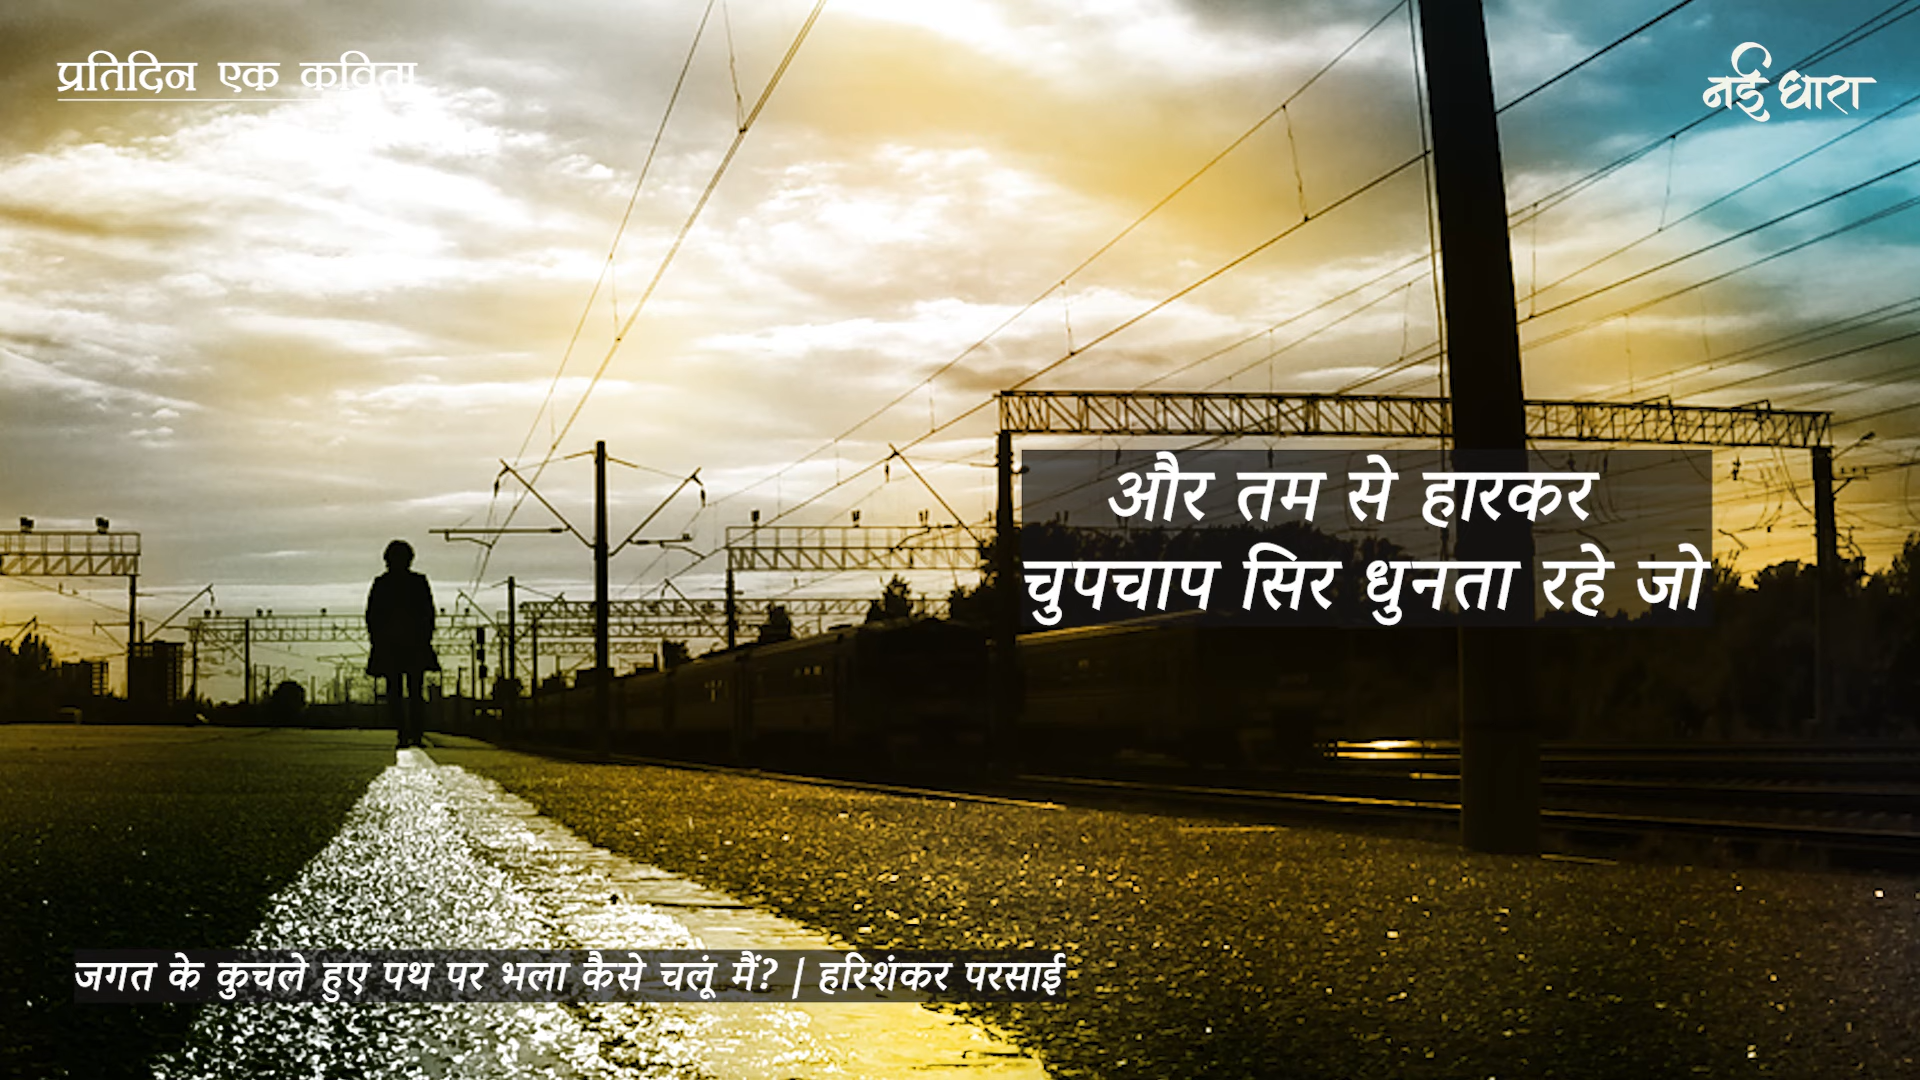 प्रतिदिन एक कविता
नई धारा
और तम से हारकर
चुपचाप सिर धुनता रहे जो
जगत के कुचले हुए पथ पर भला कैसे चलूं मैं? | हरिशंकर परसाई